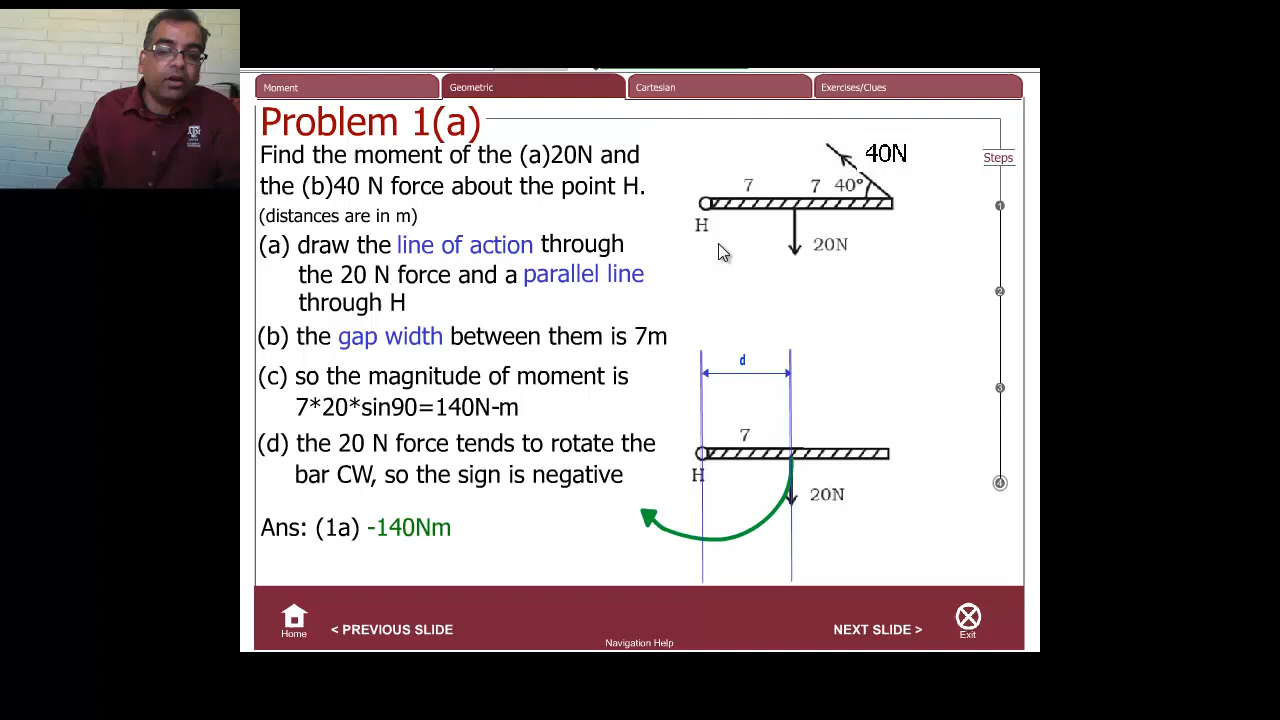 Moment
Geometric
Cartesian
Exercises/Clues
Problem 1(a)
Find the moment of the (a)20N and
the (b)40 N force about the point H.
(distances are in m)
(a) draw the line of action through
the 20 N force and a parallel line
through H
(b) the gap width between them is 7m
(c) so the magnitude of moment is
7*20*sin90=140N-m
(d) the 20 N force tends to rotate the
bar CW, so the sign is negative
Ans: (1a) -140Nm
40N
7 7 40°
H
20N
d
7
H
20N
Steps
1
2
3
4
Home
< PREVIOUS SLIDE
Navigation Help
NEXT SLIDE >
Exit